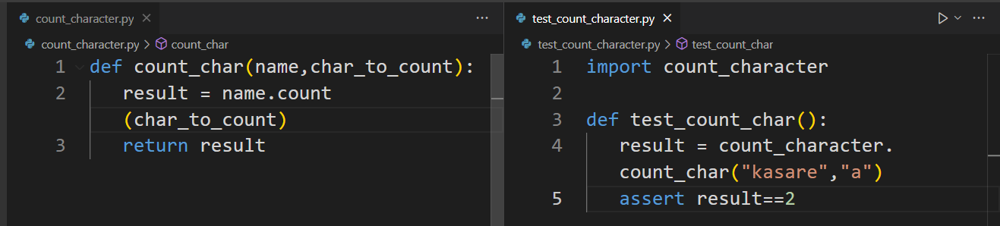 count_character.py × ...
count_character.py > count_char
1 def count_char(name,char_to_count):
2 result = name.count
(char_to_count)
3 return result
test_count_character.py × ...
test_count_character.py > test_count_char
1 import count_character
2
3 def test_count_char():
4 result = count_character.
count_char("kasare","a")
5 assert result==2